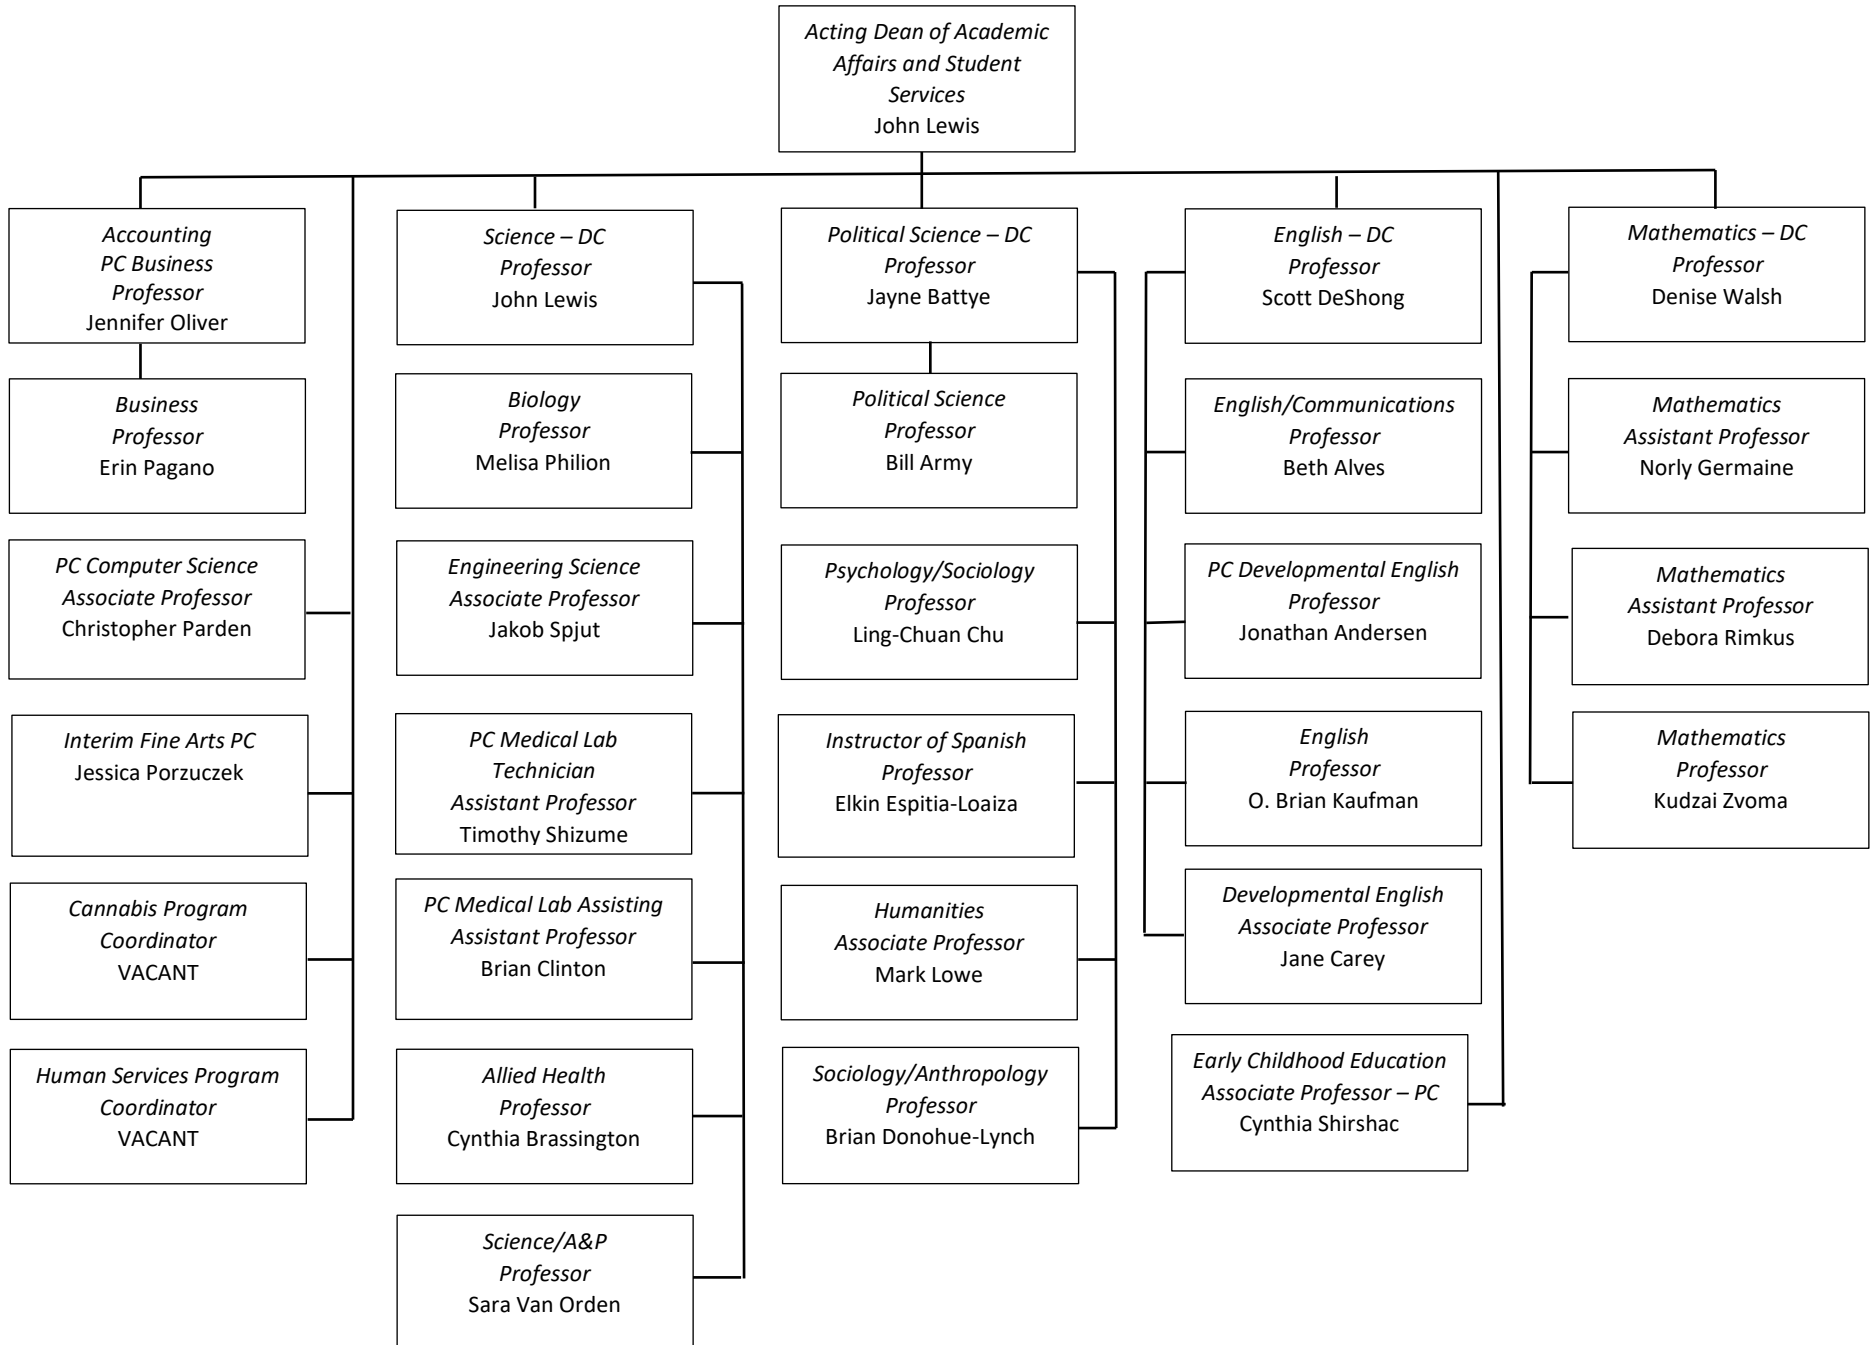 Acting Dean of Academic
Affairs and Student
Services
John Lewis
Accounting
PC Business
Professor
Jennifer Oliver
Business
Professor
Erin Pagano
PC Computer Science
Associate Professor
Christopher Parden
Interim Fine Arts PC
Jessica Porzuczek
Cannabis Program
Coordinator
VACANT
Human Services Program
Coordinator
VACANT
Science – DC
Professor
John Lewis
Biology
Professor
Melisa Philion
Engineering Science
Associate Professor
Jakob Spjut
PC Medical Lab
Technician
Assistant Professor
Timothy Shizume
PC Medical Lab Assisting
Assistant Professor
Brian Clinton
Allied Health
Professor
Cynthia Brassington
Science/A&P
Professor
Sara Van Orden
Political Science – DC
Professor
Jayne Battye
Political Science
Professor
Bill Army
Psychology/Sociology
Professor
Ling-Chuan Chu
Instructor of Spanish
Professor
Elkin Espitia-Loaiza
Humanities
Associate Professor
Mark Lowe
Sociology/Anthropology
Professor
Brian Donohue-Lynch
English – DC
Professor
Scott DeShong
English/Communications
Professor
Beth Alves
PC Developmental English
Professor
Jonathan Andersen
English
Professor
O. Brian Kaufman
Developmental English
Associate Professor
Jane Carey
Early Childhood Education
Associate Professor – PC
Cynthia Shirshac
Mathematics – DC
Professor
Denise Walsh
Mathematics
Assistant Professor
Norly Germaine
Mathematics
Assistant Professor
Debora Rimkus
Mathematics
Professor
Kudzai Zvoma